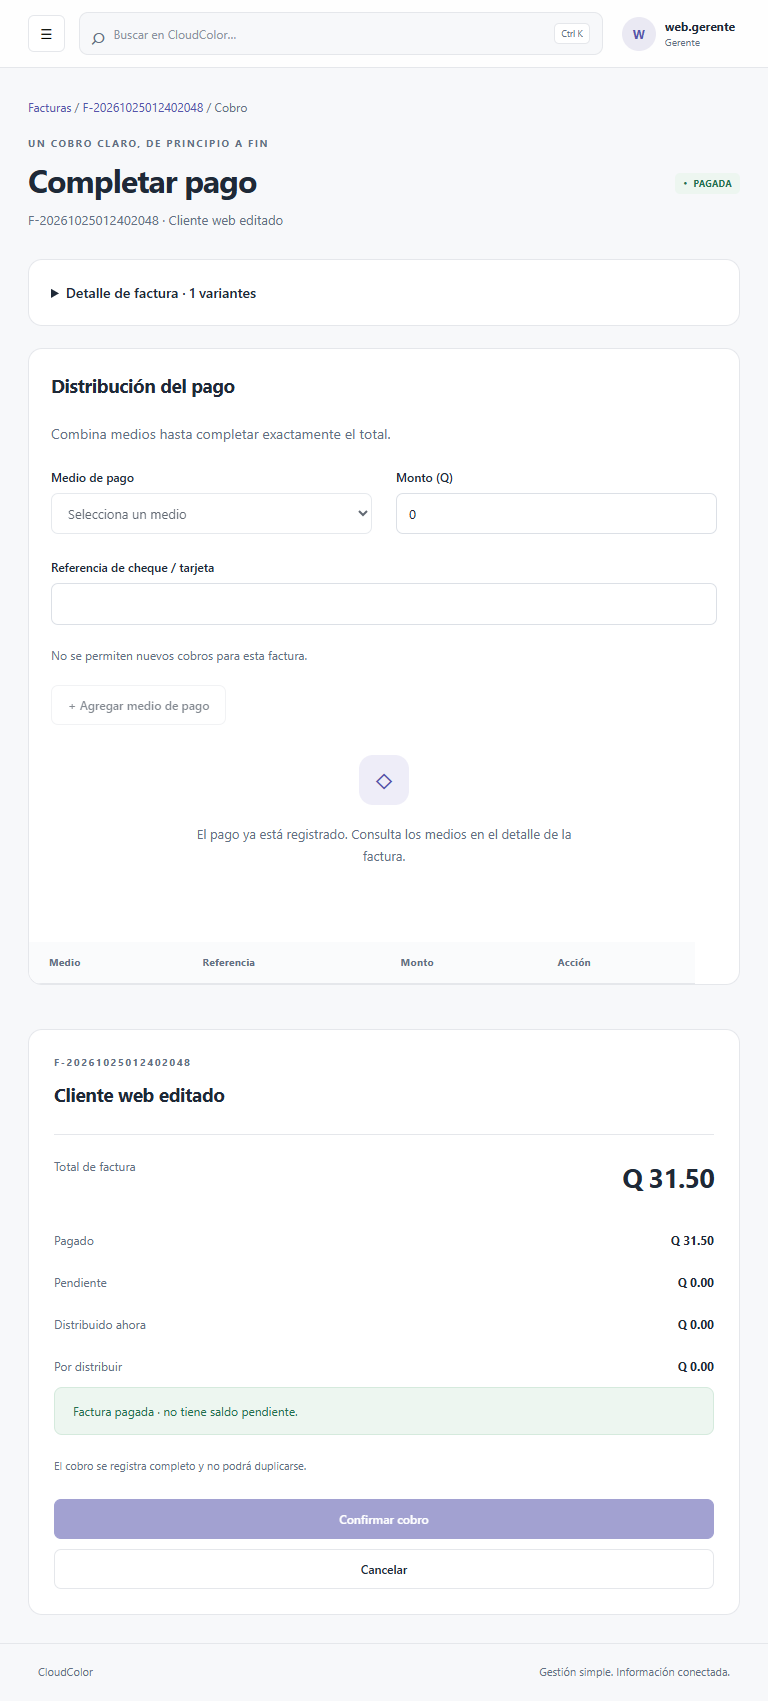 ☰
Buscar en CloudColor...
Ctrl K
W
web.gerente
Gerente
Facturas / F-20261025012402048 / Cobro
UN COBRO CLARO, DE PRINCIPIO A FIN
Completar pago
• PAGADA
F-20261025012402048 · Cliente web editado
▶ Detalle de factura · 1 variantes
Distribución del pago
Combina medios hasta completar exactamente el total.
Medio de pago
Monto (Q)
Selecciona un medio
0
Referencia de cheque / tarjeta
No se permiten nuevos cobros para esta factura.
+ Agregar medio de pago
◇
El pago ya está registrado. Consulta los medios en el detalle de la
factura.
Medio Referencia Monto Acción
F-20261025012402048
Cliente web editado
Total de factura Q 31.50
Pagado Q 31.50
Pendiente Q 0.00
Distribuido ahora Q 0.00
Por distribuir Q 0.00
Factura pagada · no tiene saldo pendiente.
El cobro se registra completo y no podrá duplicarse.
Confirmar cobro
Cancelar
CloudColor
Gestión simple. Información conectada.